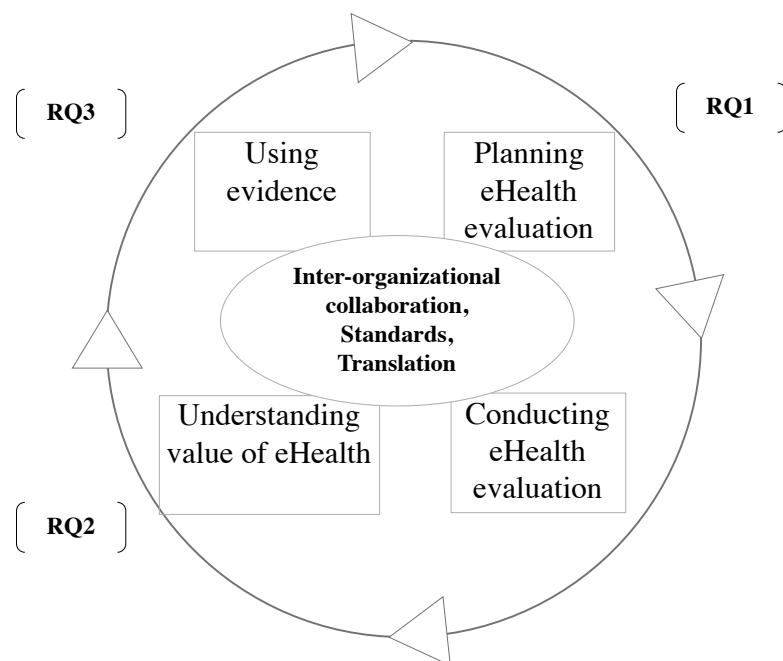 RQ3
RQ1
Using
evidence
Planning
eHealth
evaluation
Inter-organizational
collaboration,
Standards,
Translation
Understanding
value of eHealth
Conducting
eHealth
evaluation
RQ2